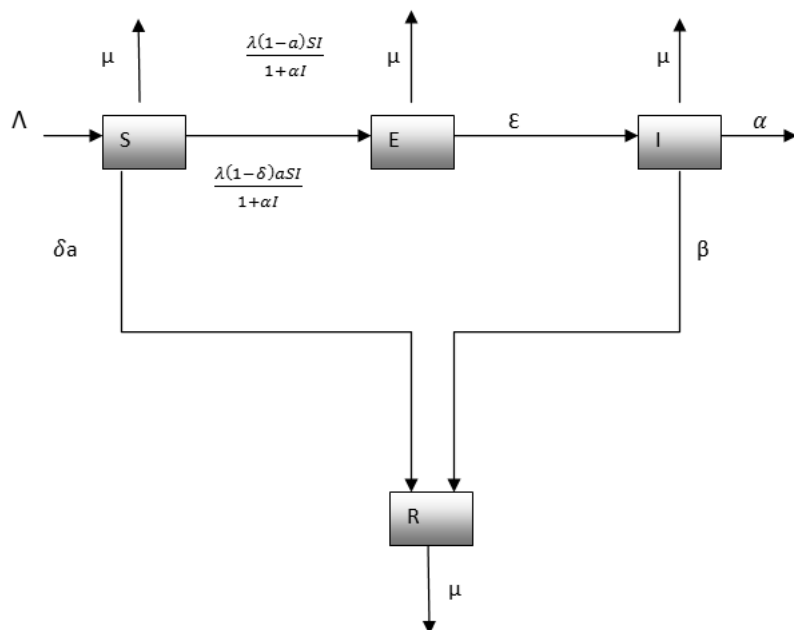 μ
λ(1−a)SI
1+αI
μ
μ
Λ
S
E
ε
I
α
λ(1−δ)aSI
1+αI
δa
β
R
μ